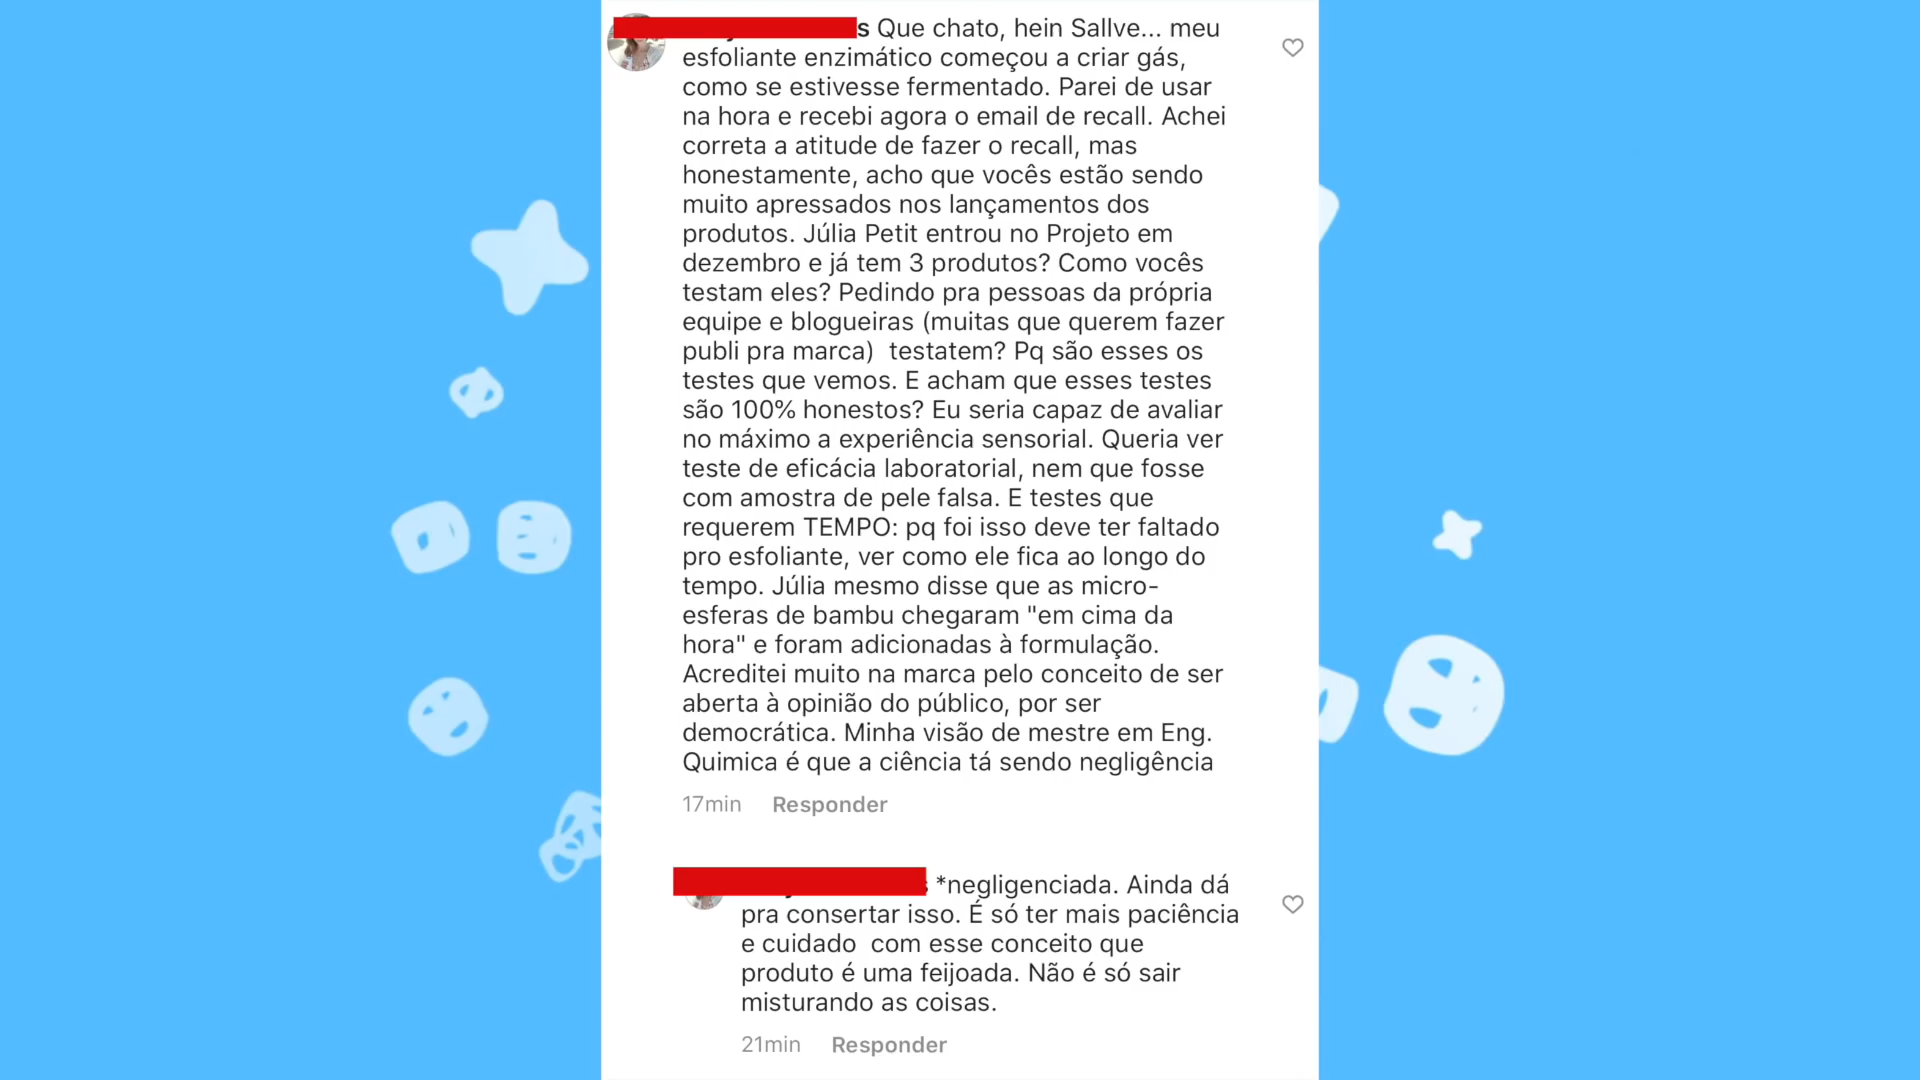 s Que chato, hein Sallve... meu
esfoliante enzimático começou a criar gás,
como se estivesse fermentado. Parei de usar
na hora e recebi agora o email de recall. Achei
correta a atitude de fazer o recall, mas
honestamente, acho que vocês estão sendo
muito apressados nos lançamentos dos
produtos. Júlia Petit entrou no Projeto em
dezembro e já tem 3 produtos? Como vocês
testam eles? Pedindo pra pessoas da própria
equipe e blogueiras (muitas que querem fazer
publi pra marca)  testatem? Pq são esses os
testes que vemos. E acham que esses testes
são 100% honestos? Eu seria capaz de avaliar
no máximo a experiência sensorial. Queria ver
teste de eficácia laboratorial, nem que fosse
com amostra de pele falsa. E testes que
requerem TEMPO: pq foi isso deve ter faltado
pro esfoliante, ver como ele fica ao longo do
tempo. Júlia mesmo disse que as micro-
esferas de bambu chegaram "em cima da
hora" e foram adicionadas à formulação.
Acreditei muito na marca pelo conceito de ser
aberta à opinião do público, por ser
democrática. Minha visão de mestre em Eng.
Quimica é que a ciência tá sendo negligência
17min Responder
*negligenciada. Ainda dá
pra consertar isso. É só ter mais paciência
e cuidado  com esse conceito que
produto é uma feijoada. Não é só sair
misturando as coisas.
21min Responder